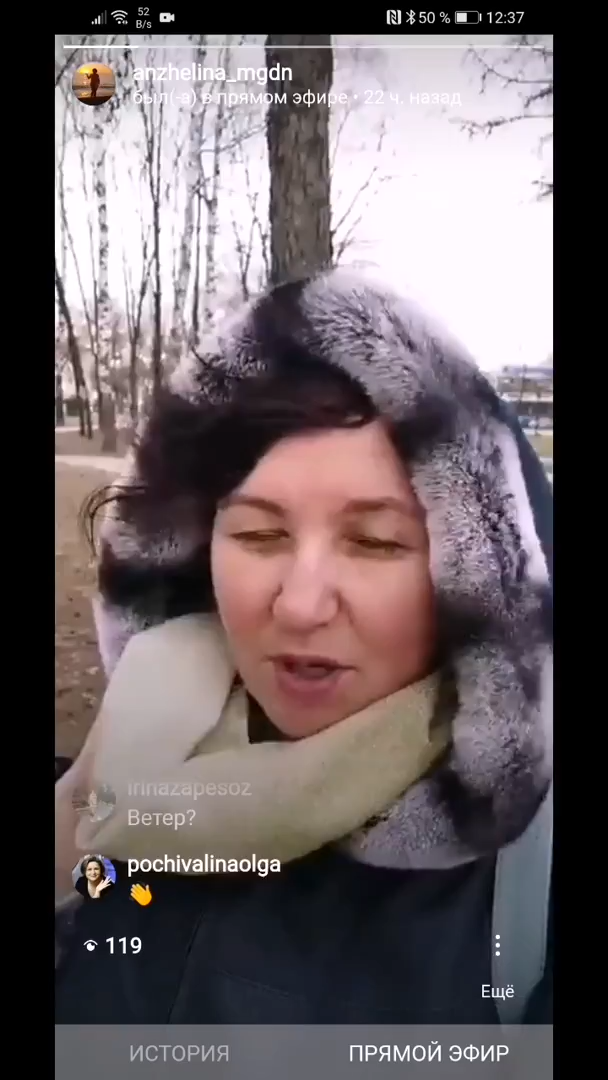 52
B/s
50 %
12:37
anzhelina_mgdn
был(-а) в прямом эфире • 22 ч. назад
irinazapesoz
Ветер?
pochivalinaolga
👋
119
Ещё
ИСТОРИЯ
ПРЯМОЙ ЭФИР